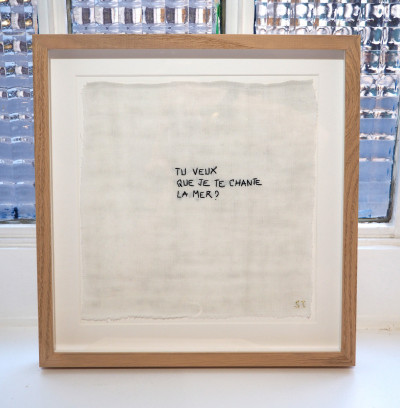 TU VEUX
QUE JE TE CHANTE
LA MER?